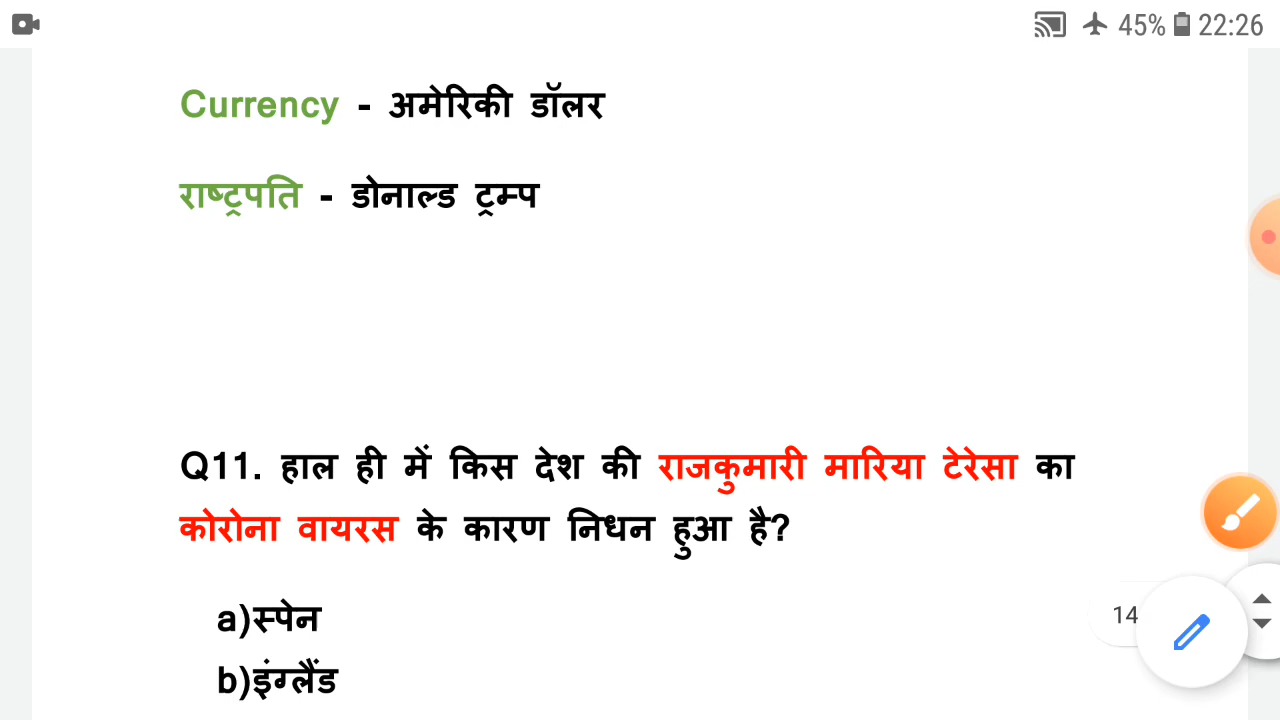 45% 22:26
Currency - अमेरिकी डॉलर
राष्ट्रपति - डोनाल्ड ट्रम्प
Q11. हाल ही में किस देश की राजकुमारी मारिया टेरेसा का
कोरोना वायरस के कारण निधन हुआ है?
a)स्पेन
14
b)इंग्लैंड